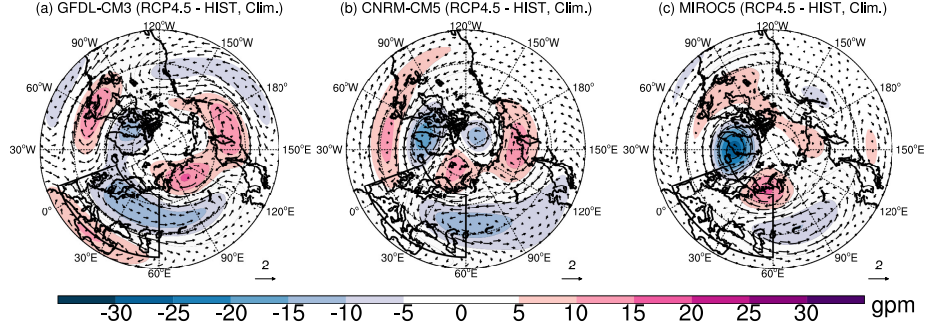 (a) GFDL-CM3 (RCP4.5 - HIST, Clim.)
(b) CNRM-CM5 (RCP4.5 - HIST, Clim.)
(c) MIROC5 (RCP4.5 - HIST, Clim.)
120°W
90°W
150°W
60°W
180°
30°W
150°E
0°
120°E
30°E
90°E
60°E
2
120°W
90°W
150°W
60°W
180°
30°W
150°E
0°
120°E
30°E
90°E
60°E
2
120°W
90°W
150°W
60°W
180°
30°W
150°E
0°
120°E
30°E
90°E
60°E
2
-30 -25 -20 -15 -10 -5 0 5 10 15 20 25 30 gpm